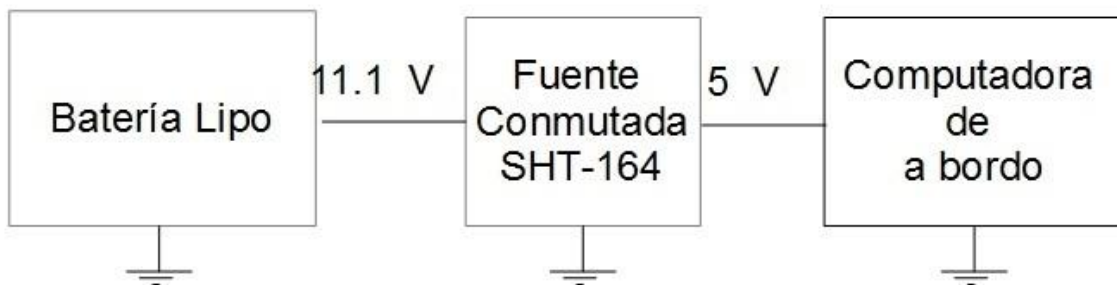 Batería Lipo
11.1 V
Fuente
Conmutada
SHT-164
5 V
Computadora
de
a bordo